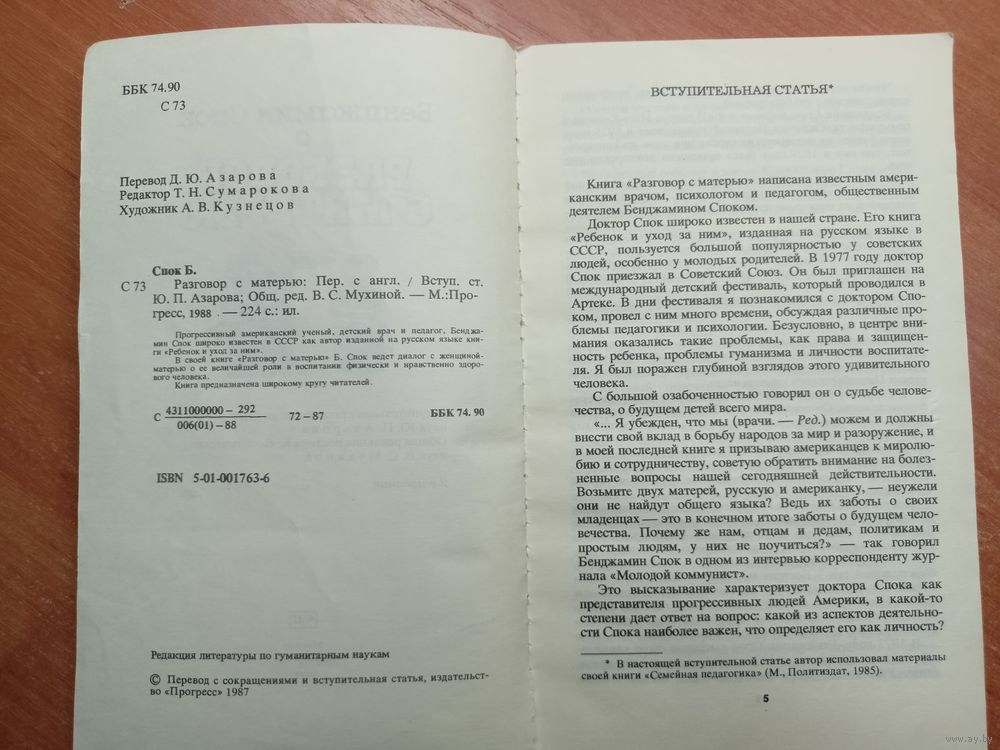 ББК 74.90
С 73
Перевод Д. Ю. Азарова
Редактор Т. Н. Сумарокова
Художник А. В. Кузнецов
Спок Б.
С 73
Разговор с матерью: Пер. с англ. / Вступ. ст.
Ю. П. Азарова; Общ. ред. В. С. Мухиной. — М.:Про-
гресс, 1988 . — 224 с.: ил.
Прогрессивный американский ученый, детский врач и педагог, Бенджа-
мин Спок широко известен в СССР как автор изданной на русском языке кни-
ги «Ребенок и уход за ним».
В своей книге «Разговор с матерью» Б. Спок ведет диалог с женщиной-
матерью о ее величайшей роли в воспитании физически и нравственно здоро-
вого человека.
Книга предназначена широкому кругу читателей.
С 4311000000 – 292
006(01) – 88
72 – 87
ББК 74. 90
ISBN 5-01-001763-6
Редакция литературы по гуманитарным наукам
© Перевод с сокращениями и вступительная статья, издательст-
во «Прогресс» 1987
ВСТУПИТЕЛЬНАЯ СТАТЬЯ*
Книга «Разговор с матерью» написана известным амери-
канским врачом, психологом и педагогом, общественным
деятелем Бенджамином Споком.
Доктор Спок широко известен в нашей стране. Его книга
«Ребенок и уход за ним», изданная на русском языке в
СССР, пользуется большой популярностью у советских
людей, особенно у молодых родителей. В 1977 году доктор
Спок приезжал в Советский Союз. Он был приглашен на
международный детский фестиваль, который проводился в
Артеке. В дни фестиваля я познакомился с доктором Спо-
ком, провел с ним много времени, обсуждая различные про-
блемы педагогики и психологии. Безусловно, в центре вни-
мания оказались такие проблемы, как права и защищен-
ность ребенка, проблемы гуманизма и личности воспитате-
ля. Я был поражен глубиной взглядов этого удивительного
человека.
С большой озабоченностью говорил он о судьбе челове-
чества, о будущем детей всего мира.
«... Я убежден, что мы (врачи. — Ред.) можем и должны
внести свой вклад в борьбу народов за мир и разоружение, и
в моей последней книге я призываю американцев к миролю-
бию и сотрудничеству, советую обратить внимание на болез-
ненные вопросы нашей сегодняшней действительности.
Возьмите двух матерей, русскую и американку, — неужели
они не найдут общего языка? Ведь их заботы о своих
младенцах — это в конечном итоге заботы о будущем чело-
вечества. Почему же нам, отцам и дедам, политикам и
простым людям, у них не поучиться?» — так говорил
Бенджамин Спок в одном из интервью корреспонденту жур-
нала «Молодой коммунист».
Это высказывание характеризует доктора Спока как
представителя прогрессивных людей Америки, в какой-то
степени дает ответ на вопрос: какой из аспектов деятельно-
сти Спока наиболее важен, что определяет его как личность?
* В настоящей вступительной статье автор использовал материалы
своей книги «Семейная педагогика» (М., Политиздат, 1985).
5
www.ay.by